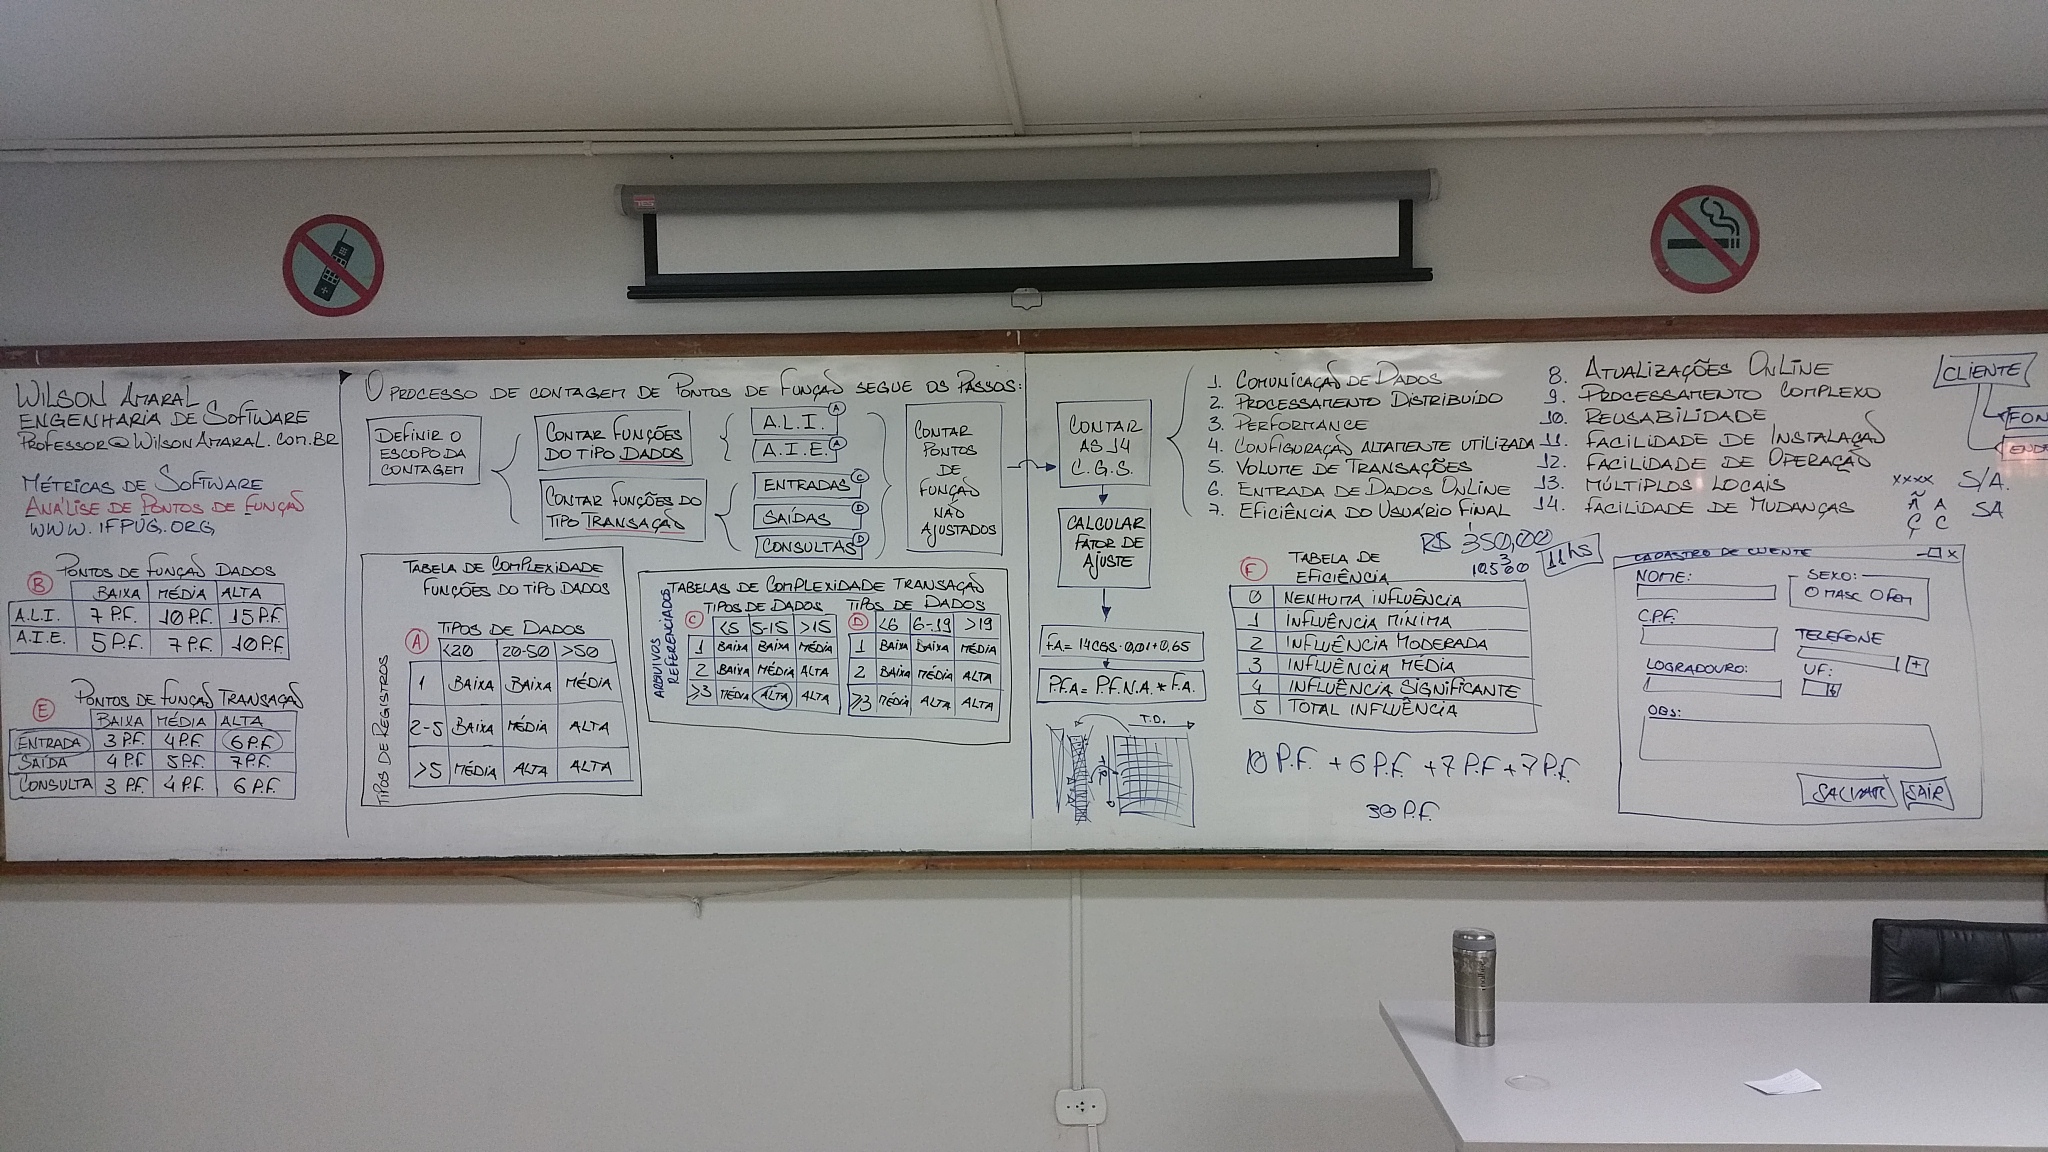 WILSON AMARAL
ENGENHARIA DE SOFTWARE
PROFESSOR@WILSONAMARAL.COM.BR
MÉTRICAS DE SOFTWARE
ANÁLISE DE PONTOS DE FUNÇÃO
WWW.IFPUG.ORG
B PONTOS DE FUNÇÃO DADOS
BAIXA MÉDIA ALTA
A.L.I. 7 P.F. 10 P.F. 15 P.F.
A.I.E. 5 P.F. 7 P.F. 10 P.F.
E PONTOS DE FUNÇÃO TRANSAÇÃO
BAIXA MÉDIA ALTA
ENTRADA 3 P.F. 4 P.F. 6 P.F.
SAÍDA 4 P.F. 5 P.F. 7 P.F.
CONSULTA 3 P.F. 4 P.F. 6 P.F.
O PROCESSO DE CONTAGEM DE PONTOS DE FUNÇÃO SEGUE OS PASSOS:
DEFINIR O
ESCOPO DA
CONTAGEM
CONTAR FUNÇÕES
DO TIPO DADOS
CONTAR FUNÇÕES DO
TIPO TRANSAÇÃO
A.L.I. A
A.I.E. A
ENTRADAS C
SAÍDAS D
CONSULTAS D
CONTAR
PONTOS
DE
FUNÇÃO
NÃO
AJUSTADOS
TABELA DE COMPLEXIDADE
FUNÇÕES DO TIPO DADOS
A TIPOS DE DADOS
TIPOS DE REGISTROS
<20 20-50 >50
1 BAIXA BAIXA MÉDIA
2-5 BAIXA MÉDIA ALTA
>5 MÉDIA ALTA ALTA
TABELAS DE COMPLEXIDADE TRANSAÇÃO
ARQUIVOS
REFERENCIADOS
C TIPOS DE DADOS
<5 5-15 >15
1 BAIXA BAIXA MÉDIA
2 BAIXA MÉDIA ALTA
≥3 MÉDIA ALTA ALTA
D TIPOS DE DADOS
<6 6-19 >19
1 BAIXA BAIXA MÉDIA
2 BAIXA MÉDIA ALTA
≥3 MÉDIA ALTA ALTA
CONTAR
AS 14
C.G.S.
CALCULAR
FATOR DE
AJUSTE
F.A = 14CGS . 0,01 + 0,65
P.F.A = P.F.N.A. * F.A.
T.D.
1. COMUNICAÇÃO DE DADOS
2. PROCESSAMENTO DISTRIBUÍDO
3. PERFORMANCE
4. CONFIGURAÇÃO ALTAMENTE UTILIZADA
5. VOLUME DE TRANSAÇÕES
6. ENTRADA DE DADOS ONLINE
7. EFICIÊNCIA DO USUÁRIO FINAL
8. ATUALIZAÇÕES ONLINE
9. PROCESSAMENTO COMPLEXO
10. REUSABILIDADE
11. FACILIDADE DE INSTALAÇÃO
12. FACILIDADE DE OPERAÇÃO
13. MÚLTIPLOS LOCAIS
14. FACILIDADE DE MUDANÇAS
R$ 350,00
11 hs
F TABELA DE
EFICIÊNCIA
0 NENHUMA INFLUÊNCIA
1 INFLUÊNCIA MÍNIMA
2 INFLUÊNCIA MODERADA
3 INFLUÊNCIA MÉDIA
4 INFLUÊNCIA SIGNIFICANTE
5 TOTAL INFLUÊNCIA
10 P.F. + 6 P.F. + 7 P.F + 7 P.F.
30 P.F.
CLIENTE
FON
ENDE
XXXX S/A.
Ã A SA
Ç C
CADASTRO DE CLIENTE X
NOME:
SEXO:
O MASC O FEM
C.P.F.
TELEFONE
+
LOGRADOURO:
UF:
OBS:
SALVAR SAIR